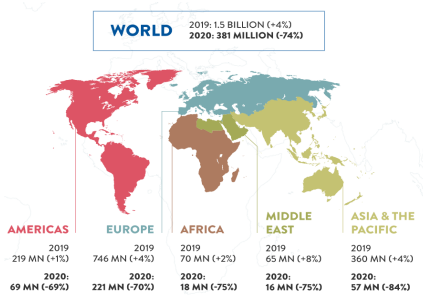 WORLD
2019: 1.5 BILLION (+4%)
2020: 381 MILLION (-74%)
AMERICAS
2019
219 MN (+1%)
2020:
69 MN (-69%)
EUROPE
2019
746 MN (+4%)
2020:
221 MN (-70%)
AFRICA
2019
70 MN (+2%)
2020:
18 MN (-75%)
MIDDLE
EAST
2019
65 MN (+8%)
2020:
16 MN (-75%)
ASIA & THE
PACIFIC
2019
360 MN (+4%)
2020:
57 MN (-84%)